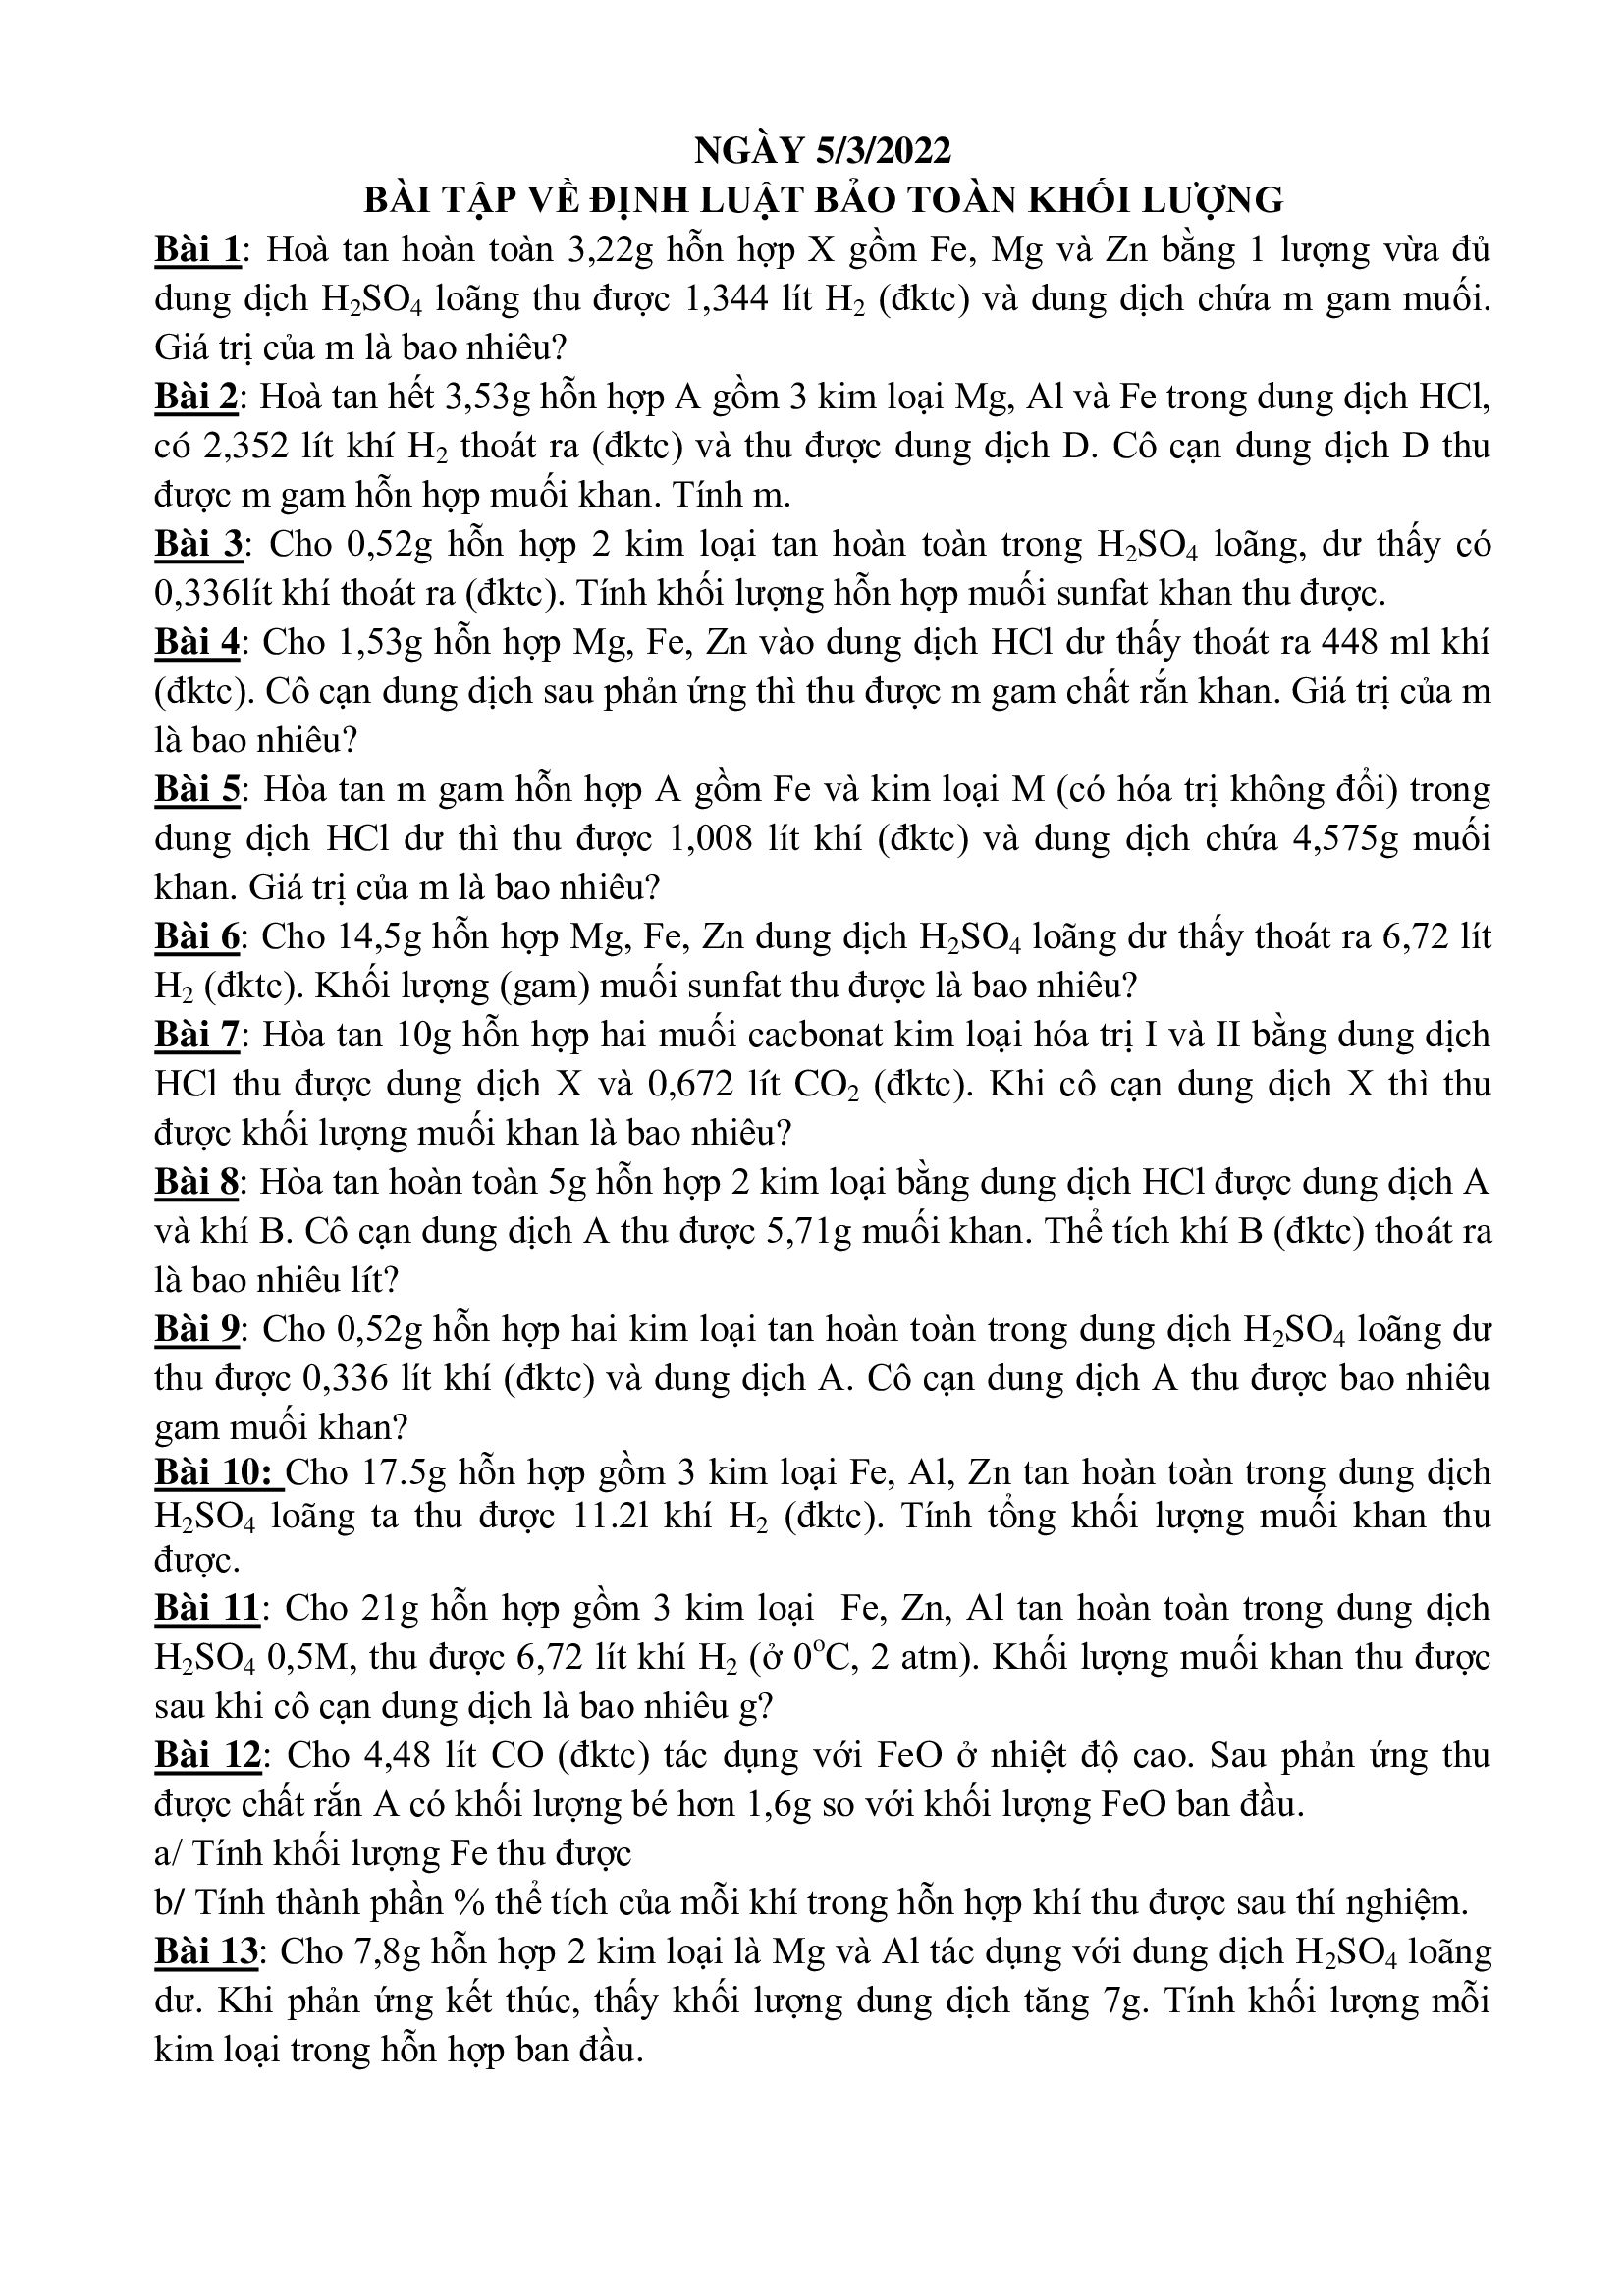 NGÀY 5/3/2022
BÀI TẬP VỀ ĐỊNH LUẬT BẢO TOÀN KHỐI LƯỢNG
Bài 1: Hoà tan hoàn toàn 3,22g hỗn hợp X gồm Fe, Mg và Zn bằng 1 lượng vừa đủ
dung dịch H₂SO₄ loãng thu được 1,344 lít H₂ (đktc) và dung dịch chứa m gam muối.
Giá trị của m là bao nhiêu?
Bài 2: Hoà tan hết 3,53g hỗn hợp A gồm 3 kim loại Mg, Al và Fe trong dung dịch HCl,
có 2,352 lít khí H₂ thoát ra (đktc) và thu được dung dịch D. Cô cạn dung dịch D thu
được m gam hỗn hợp muối khan. Tính m.
Bài 3: Cho 0,52g hỗn hợp 2 kim loại tan hoàn toàn trong H₂SO₄ loãng, dư thấy có
0,336lít khí thoát ra (đktc). Tính khối lượng hỗn hợp muối sunfat khan thu được.
Bài 4: Cho 1,53g hỗn hợp Mg, Fe, Zn vào dung dịch HCl dư thấy thoát ra 448 ml khí
(đktc). Cô cạn dung dịch sau phản ứng thì thu được m gam chất rắn khan. Giá trị của m
là bao nhiêu?
Bài 5: Hòa tan m gam hỗn hợp A gồm Fe và kim loại M (có hóa trị không đổi) trong
dung dịch HCl dư thì thu được 1,008 lít khí (đktc) và dung dịch chứa 4,575g muối
khan. Giá trị của m là bao nhiêu?
Bài 6: Cho 14,5g hỗn hợp Mg, Fe, Zn dung dịch H₂SO₄ loãng dư thấy thoát ra 6,72 lít
H₂ (đktc). Khối lượng (gam) muối sunfat thu được là bao nhiêu?
Bài 7: Hòa tan 10g hỗn hợp hai muối cacbonat kim loại hóa trị I và II bằng dung dịch
HCl thu được dung dịch X và 0,672 lít CO₂ (đktc). Khi cô cạn dung dịch X thì thu
được khối lượng muối khan là bao nhiêu?
Bài 8: Hòa tan hoàn toàn 5g hỗn hợp 2 kim loại bằng dung dịch HCl được dung dịch A
và khí B. Cô cạn dung dịch A thu được 5,71g muối khan. Thể tích khí B (đktc) thoát ra
là bao nhiêu lít?
Bài 9: Cho 0,52g hỗn hợp hai kim loại tan hoàn toàn trong dung dịch H₂SO₄ loãng dư
thu được 0,336 lít khí (đktc) và dung dịch A. Cô cạn dung dịch A thu được bao nhiêu
gam muối khan?
Bài 10: Cho 17.5g hỗn hợp gồm 3 kim loại Fe, Al, Zn tan hoàn toàn trong dung dịch
H₂SO₄ loãng ta thu được 11.2l khí H₂ (đktc). Tính tổng khối lượng muối khan thu
được.
Bài 11: Cho 21g hỗn hợp gồm 3 kim loại  Fe, Zn, Al tan hoàn toàn trong dung dịch
H₂SO₄ 0,5M, thu được 6,72 lít khí H₂ (ở 0ᵒC, 2 atm). Khối lượng muối khan thu được
sau khi cô cạn dung dịch là bao nhiêu g?
Bài 12: Cho 4,48 lít CO (đktc) tác dụng với FeO ở nhiệt độ cao. Sau phản ứng thu
được chất rắn A có khối lượng bé hơn 1,6g so với khối lượng FeO ban đầu.
a/ Tính khối lượng Fe thu được
b/ Tính thành phần % thể tích của mỗi khí trong hỗn hợp khí thu được sau thí nghiệm.
Bài 13: Cho 7,8g hỗn hợp 2 kim loại là Mg và Al tác dụng với dung dịch H₂SO₄ loãng
dư. Khi phản ứng kết thúc, thấy khối lượng dung dịch tăng 7g. Tính khối lượng mỗi
kim loại trong hỗn hợp ban đầu.